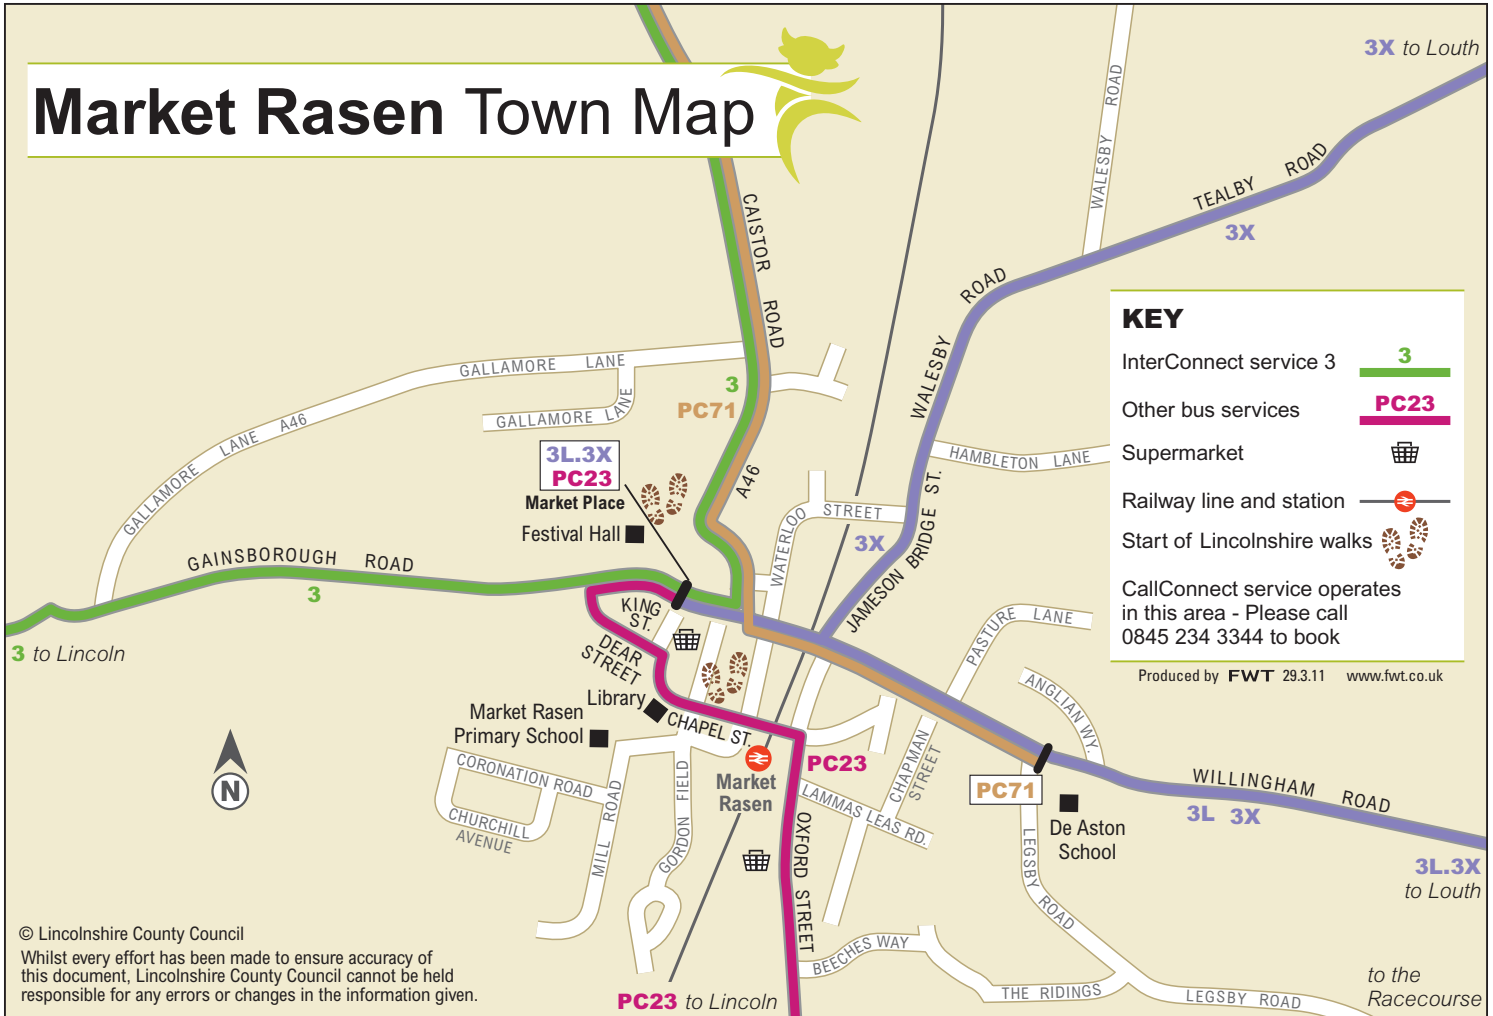 Market Rasen Town Map
3X to Louth
WALESBY ROAD
TEALBY ROAD
3X
CAISTOR ROAD
WALESBY ROAD
KEY
InterConnect service 3
3
Other bus services
PC23
Supermarket
Railway line and station
Start of Lincolnshire walks
CallConnect service operates
in this area - Please call
0845 234 3344 to book
Produced by FWT 29.3.11 www.fwt.co.uk
GALLAMORE LANE
3
PC71
GALLAMORE LANE
GALLAMORE LANE A46
A46
HAMBLETON LANE
3L.3X
PC23
Market Place
Festival Hall
WATERLOO STREET
3X
JAMESON BRIDGE ST.
GAINSBOROUGH ROAD
3
3 to Lincoln
KING
ST.
DEAR
STREET
PASTURE LANE
ANGLIAN WY.
Library
CHAPEL ST.
Market Rasen
Primary School
PC23
Market
Rasen
CHAPMAN
STREET
PC71
WILLINGHAM ROAD
3L 3X
De Aston
School
3L.3X
to Louth
CORONATION ROAD
CHURCHILL
AVENUE
MILL ROAD
GORDON FIELD
LAMMAS LEAS RD.
OXFORD STREET
LEGSBY ROAD
BEECHES WAY
THE RIDINGS
LEGSBY ROAD
to the
Racecourse
PC23 to Lincoln
N
© Lincolnshire County Council
Whilst every effort has been made to ensure accuracy of
this document, Lincolnshire County Council cannot be held
responsible for any errors or changes in the information given.